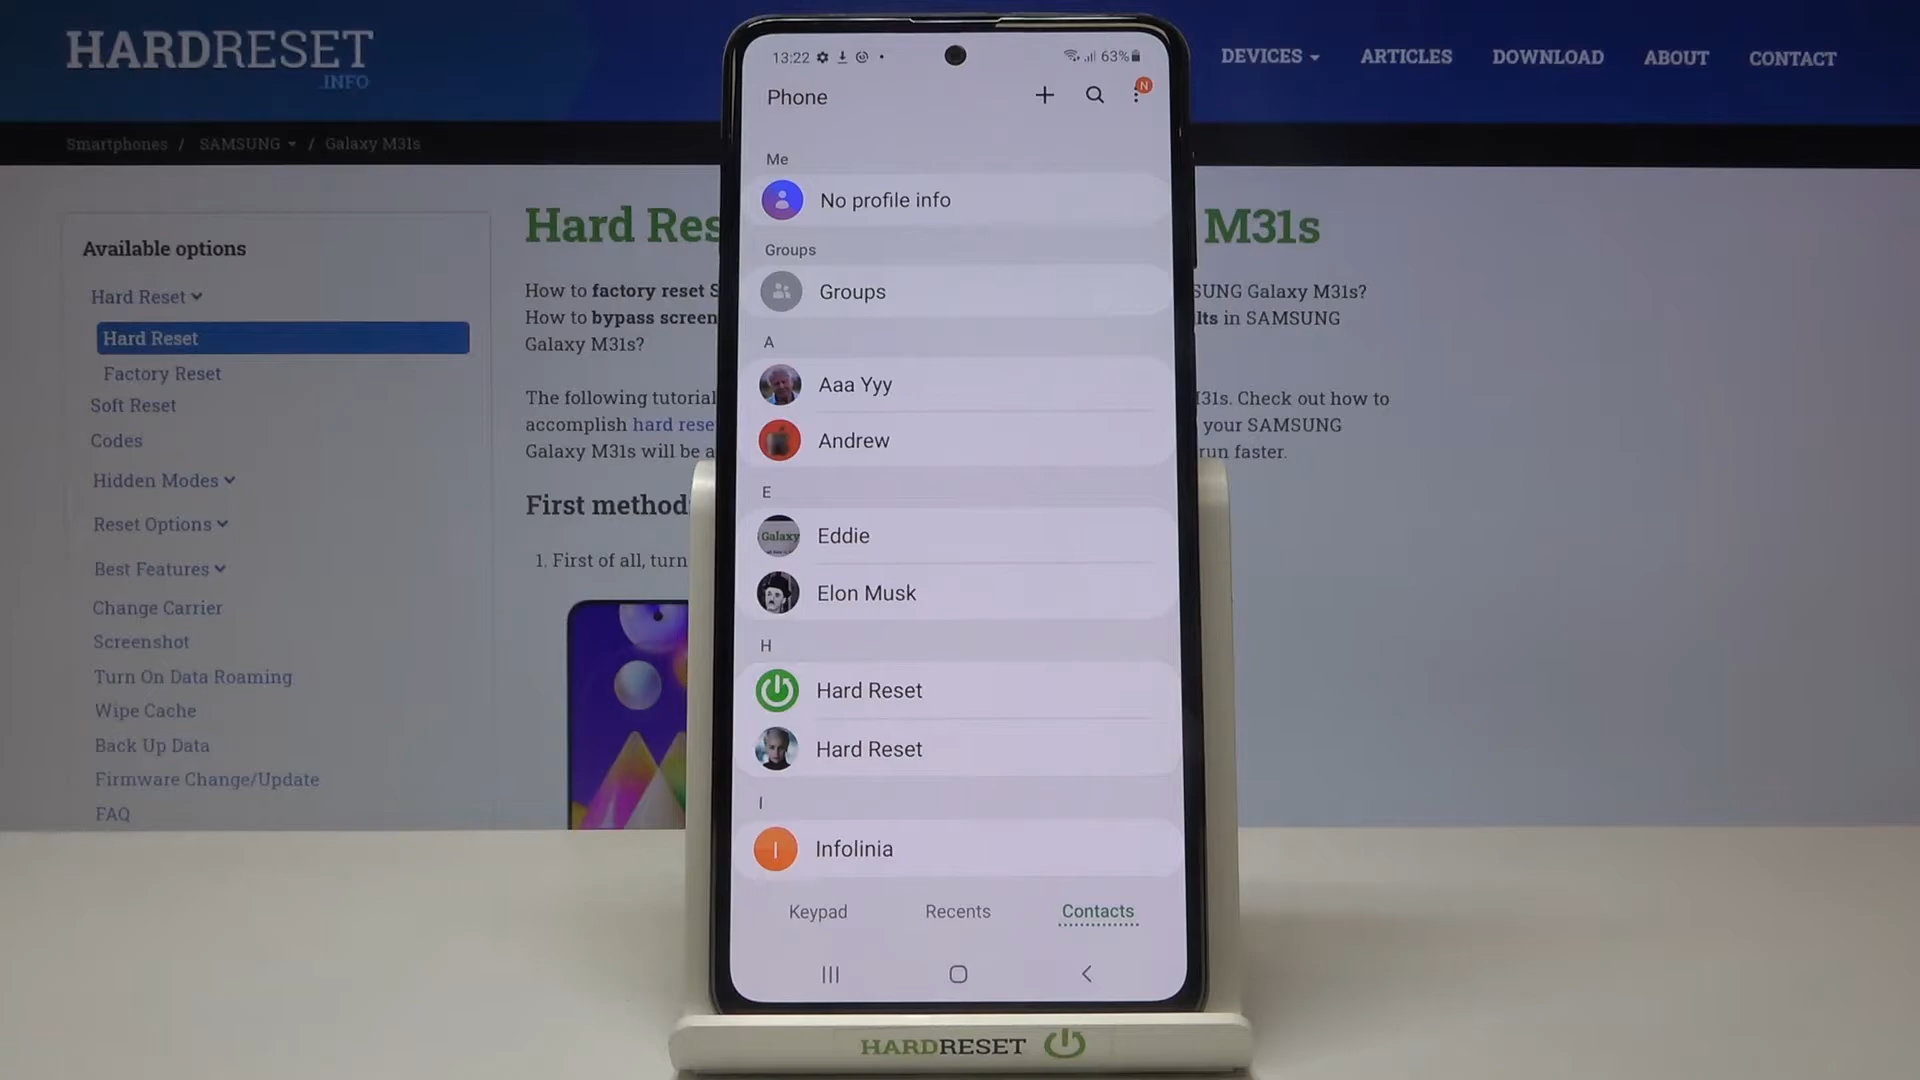 HARDRESET
.INFO
DEVICES
ARTICLES
DOWNLOAD
ABOUT
CONTACT
Smartphones / SAMSUNG / Galaxy M31s
Available options
Hard Reset
Hard Reset
Factory Reset
Soft Reset
Codes
Hidden Modes
Reset Options
Best Features
Change Carrier
Screenshot
Turn On Data Roaming
Wipe Cache
Back Up Data
Firmware Change/Update
FAQ
Hard Res M31s
How to factory reset S SUNG Galaxy M31s?
How to bypass screen lts in SAMSUNG
Galaxy M31s?
The following tutorial M31s. Check out how to
accomplish hard rese your SAMSUNG
Galaxy M31s will be a run faster.
First method
1. First of all, turn
13:22 63%
Phone
N
Me
No profile info
Groups
Groups
A
Aaa Yyy
Andrew
E
Galaxy
Eddie
Elon Musk
H
Hard Reset
Hard Reset
I
I Infolinia
Keypad Recents Contacts
HARDRESET